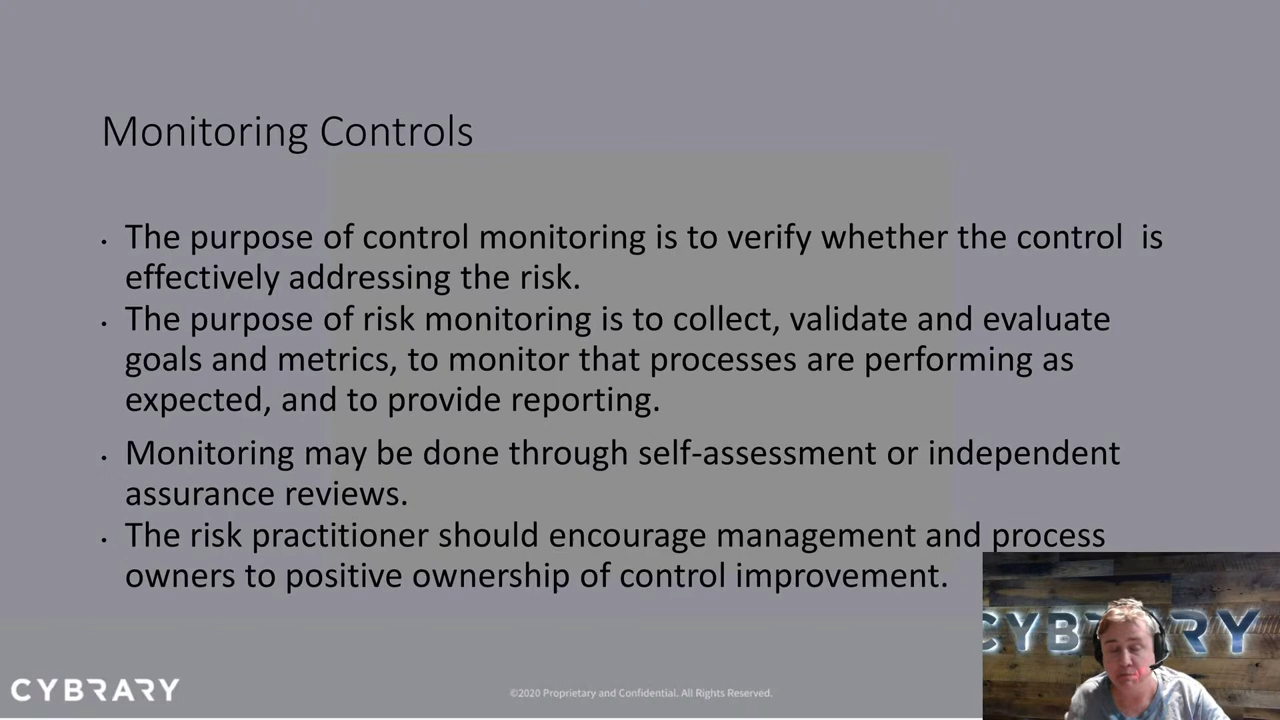 Monitoring Controls
• The purpose of control monitoring is to verify whether the control is
effectively addressing the risk.
• The purpose of risk monitoring is to collect, validate and evaluate
goals and metrics, to monitor that processes are performing as
expected, and to provide reporting.
• Monitoring may be done through self-assessment or independent
assurance reviews.
• The risk practitioner should encourage management and process
owners to positive ownership of control improvement.
CYBRARY
CYBRARY
©2020 Proprietary and Confidential. All Rights Reserved.